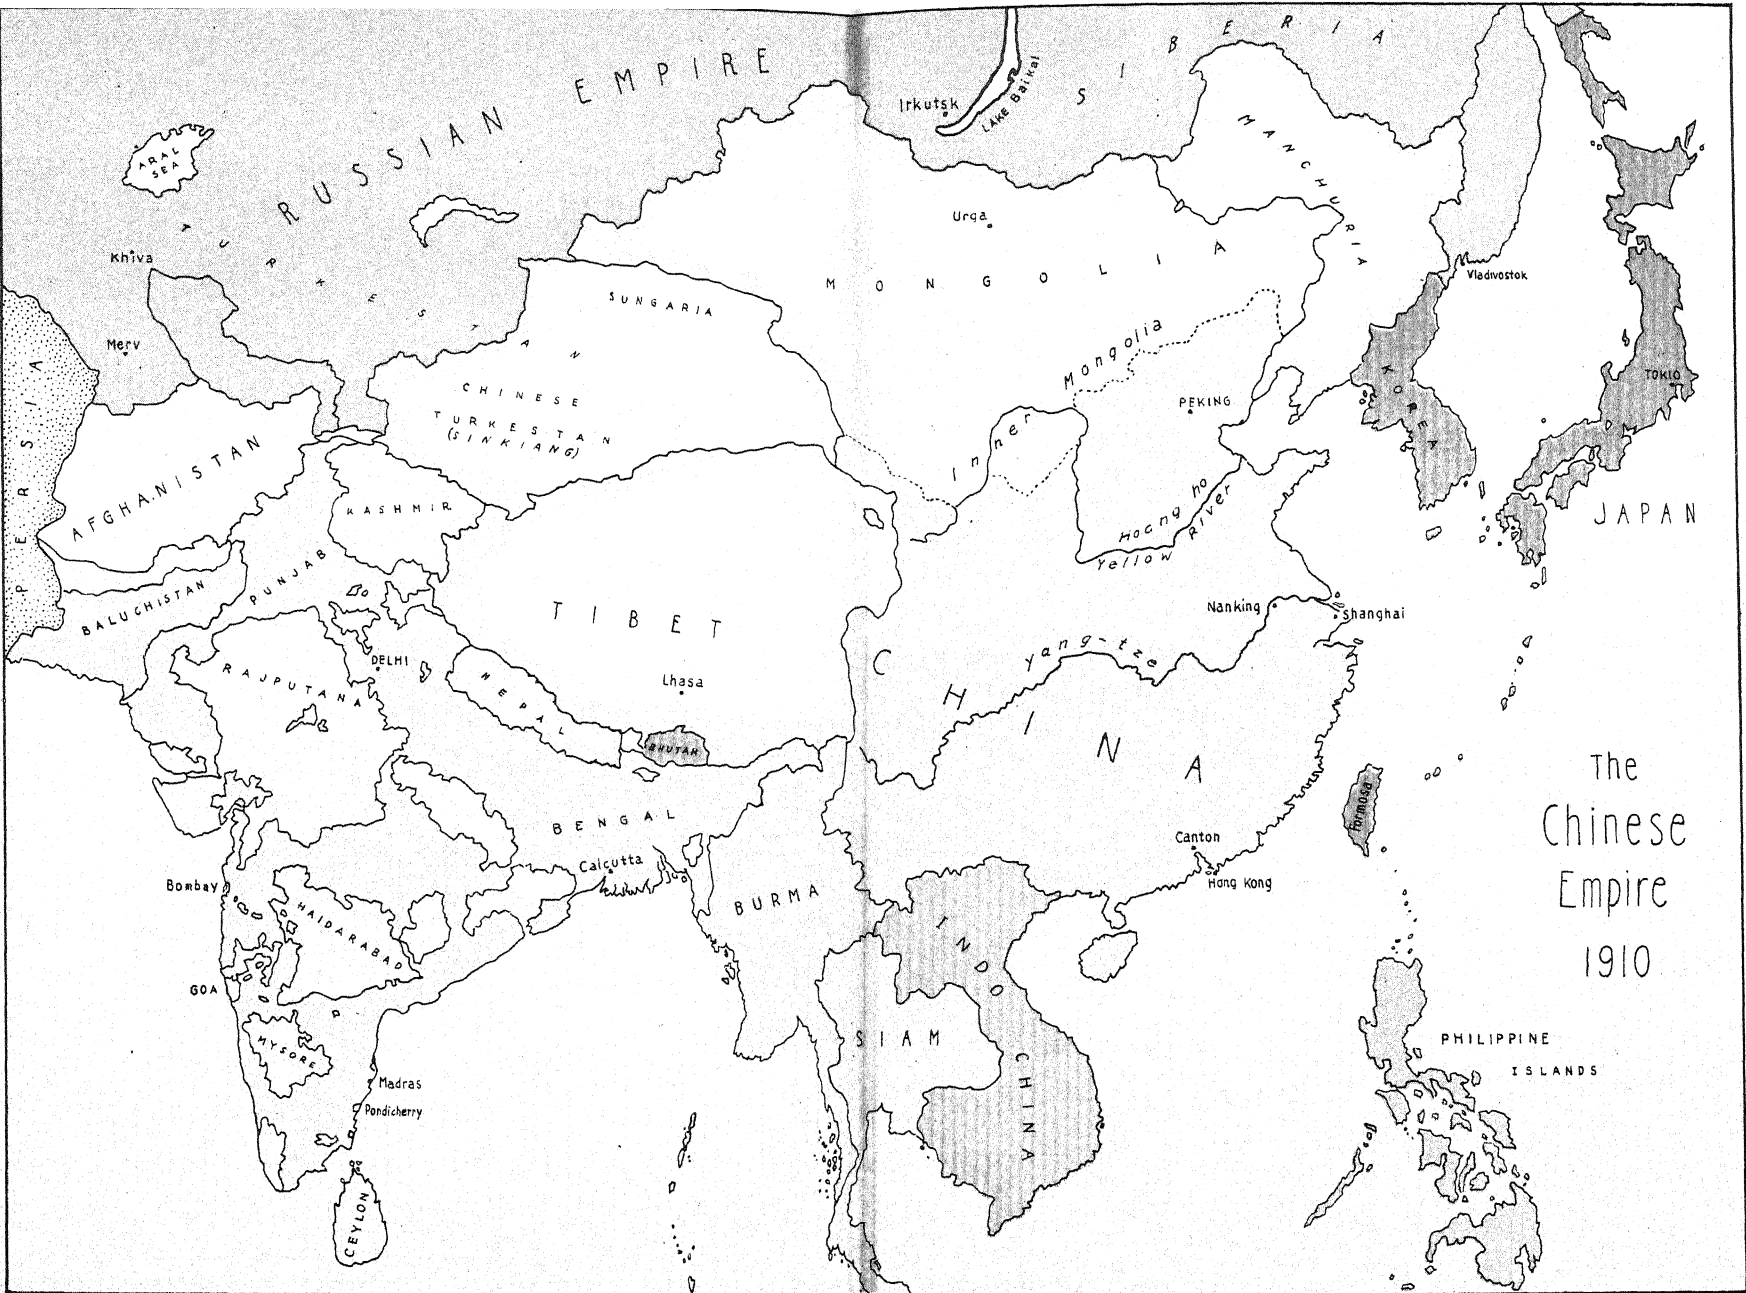 RUSSIAN EMPIRE
SIBERIA
Irkutsk
LAKE Baikal
ARAL
SEA
MANCHURIA
TURKESTAN
Urga
Khiva
MONGOLIA
Vladivostok
SUNGARIA
Merv
Inner Mongolia
PERSIA
CHINESE
TURKESTAN
(SINKIANG)
PEKING
KOREA
TOKIO
AFGHANISTAN
KASHMIR
Hoang ho
Yellow River
JAPAN
PUNJAB
BALUCHISTAN
TIBET
Nanking
Shanghai
yang-tze
DELHI
RAJPUTANA
Lhasa
NEPAL
BHUTAN
CHINA
The
Chinese
Empire
1910
Formosa
BENGAL
Calcutta
Canton
Hong Kong
Bombay
BURMA
HAIDARABAD
GOA
INDO CHINA
MYSORE
SIAM
PHILIPPINE
ISLANDS
Madras
Pondicherry
CEYLON